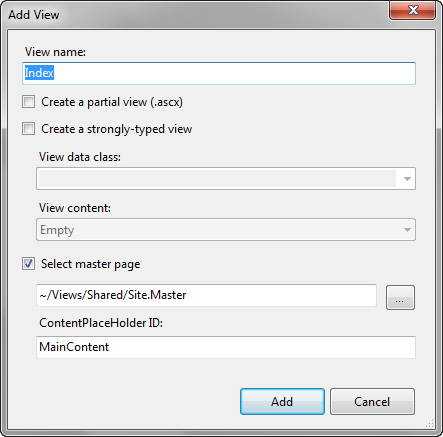 Add View
View name:
Index
Create a partial view (.ascx)
Create a strongly-typed view
View data class:
View content:
Empty
Select master page
~/Views/Shared/Site.Master
...
ContentPlaceHolder ID:
MainContent
Add
Cancel